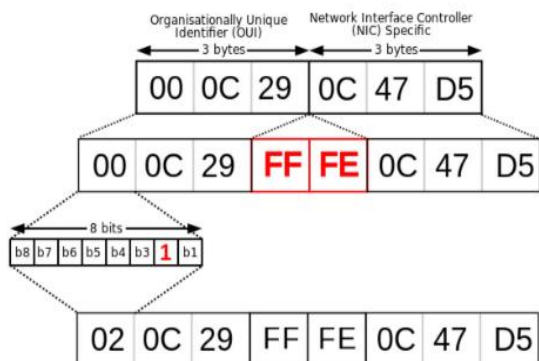 Organisationally Unique
Identifier (OUI)
Network Interface Controller
(NIC) Specific
3 bytes
3 bytes
00 0C 29 0C 47 D5
00 0C 29 FF FE 0C 47 D5
8 bits
b8 b7 b6 b5 b4 b3 1 b1
02 0C 29 FF FE 0C 47 D5